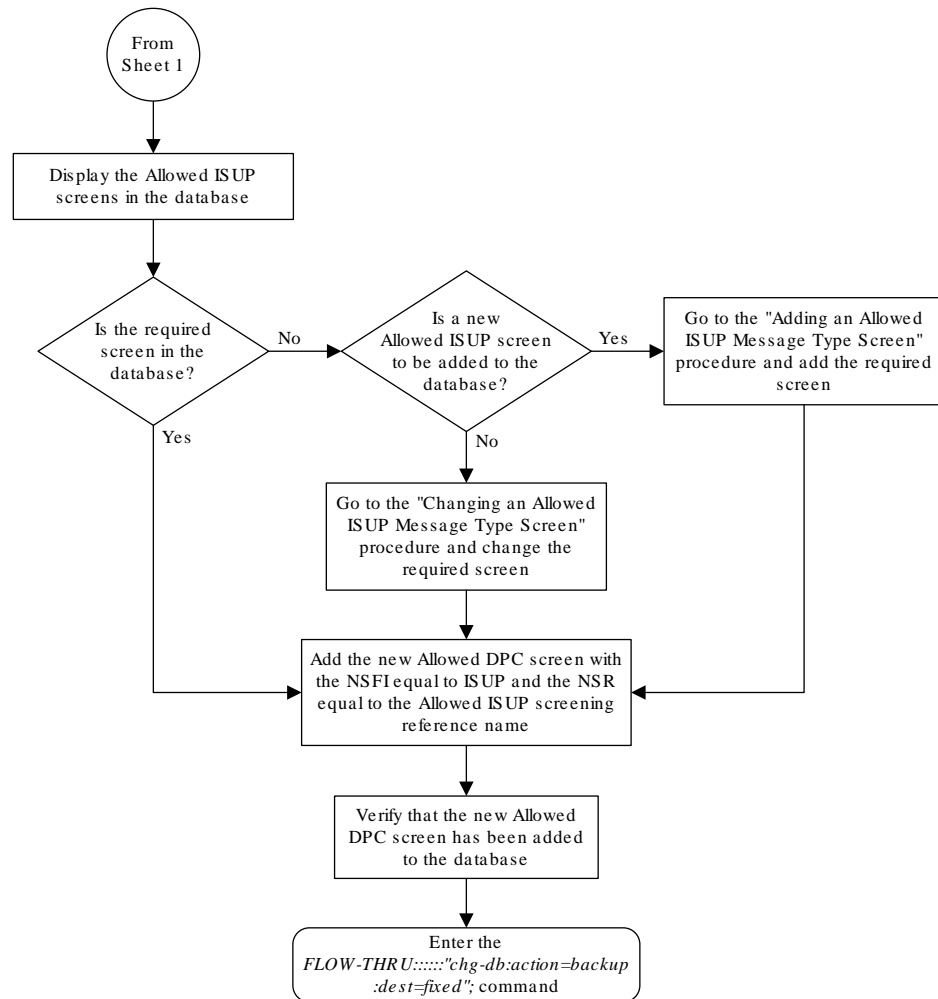 From
Sheet 1
Display the Allowed ISUP
screens in the database
Is the required
screen in the
database?
No
Yes
Is a new
Allowed ISUP screen
to be added to the
database?
Yes
No
Go to the "Adding an Allowed
ISUP Message Type Screen"
procedure and add the required
screen
Go to the "Changing an Allowed
ISUP Message Type Screen"
procedure and change the
required screen
Add the new Allowed DPC screen with
the NSFI equal to ISUP and the NSR
equal to the Allowed ISUP screening
reference name
Verify that the new Allowed
DPC screen has been added
to the database
Enter the
FLOW-THRU::::::"chg-db:action=backup
:dest=fixed"; command